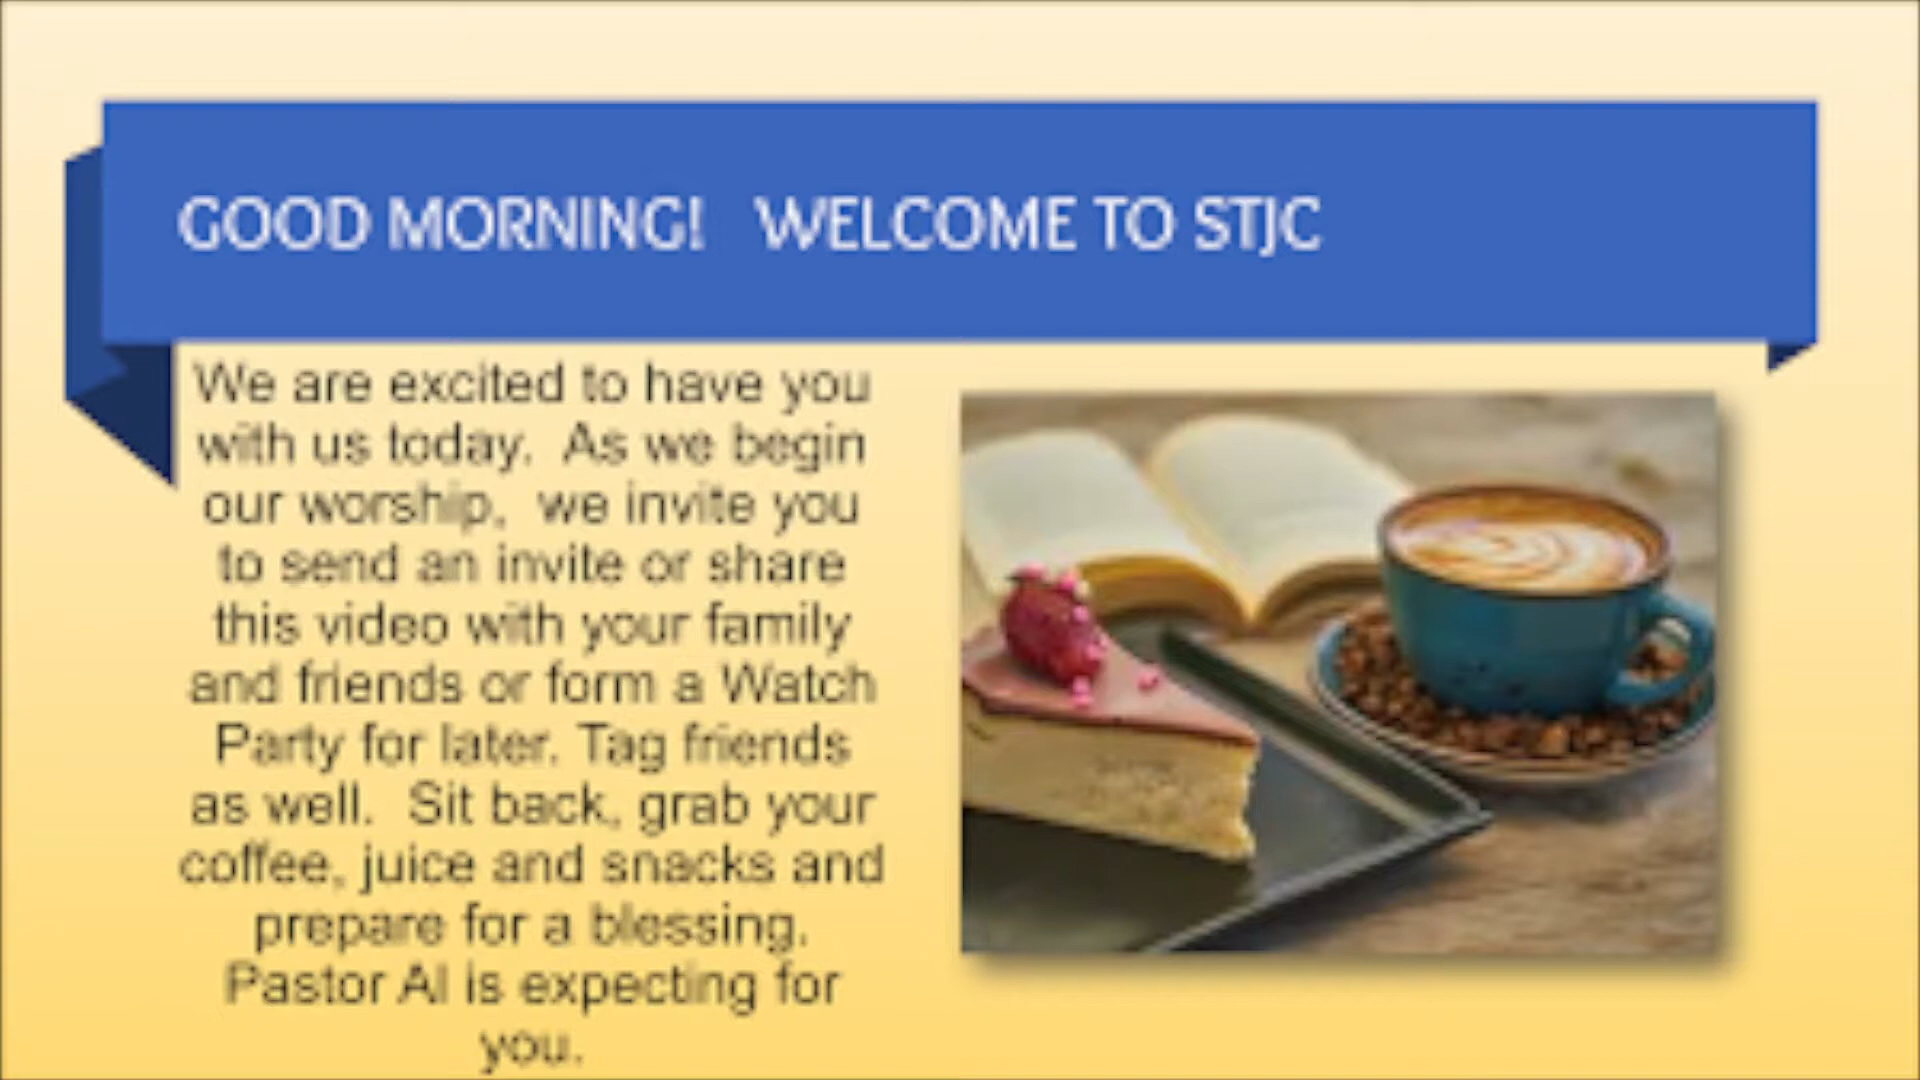 GOOD MORNING!   WELCOME TO STJC
We are excited to have you
with us today.  As we begin
our worship,  we invite you
to send an invite or share
this video with your family
and friends or form a Watch
Party for later. Tag friends
as well.  Sit back, grab your
coffee, juice and snacks and
prepare for a blessing.
Pastor Al is expecting for
you.